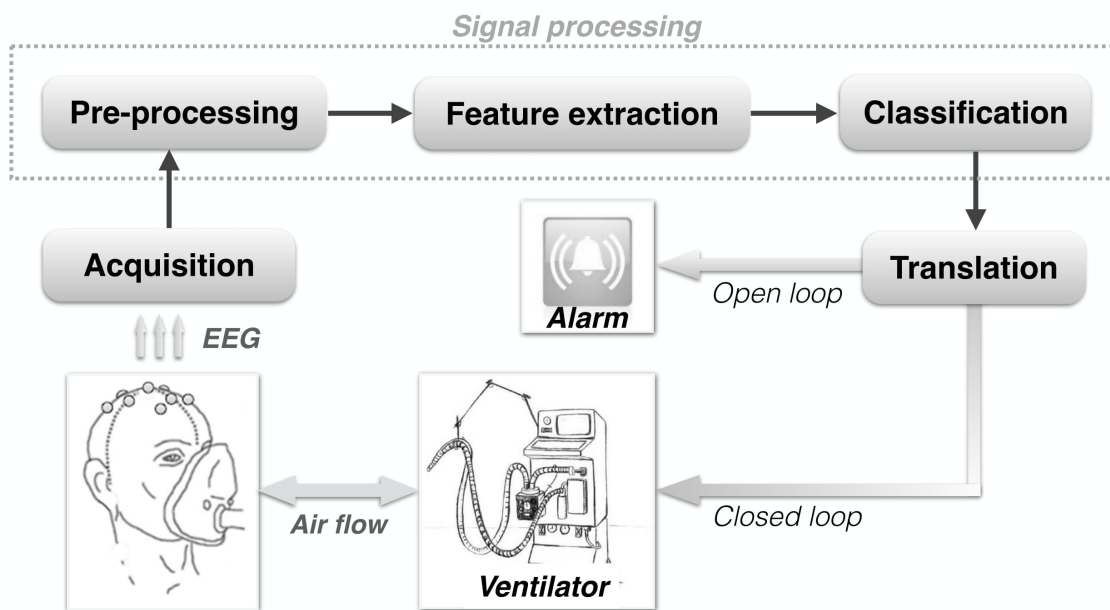 Signal processing
Pre-processing
Feature extraction
Classification
Acquisition
Translation
Alarm
Open loop
EEG
Air flow
Closed loop
Ventilator